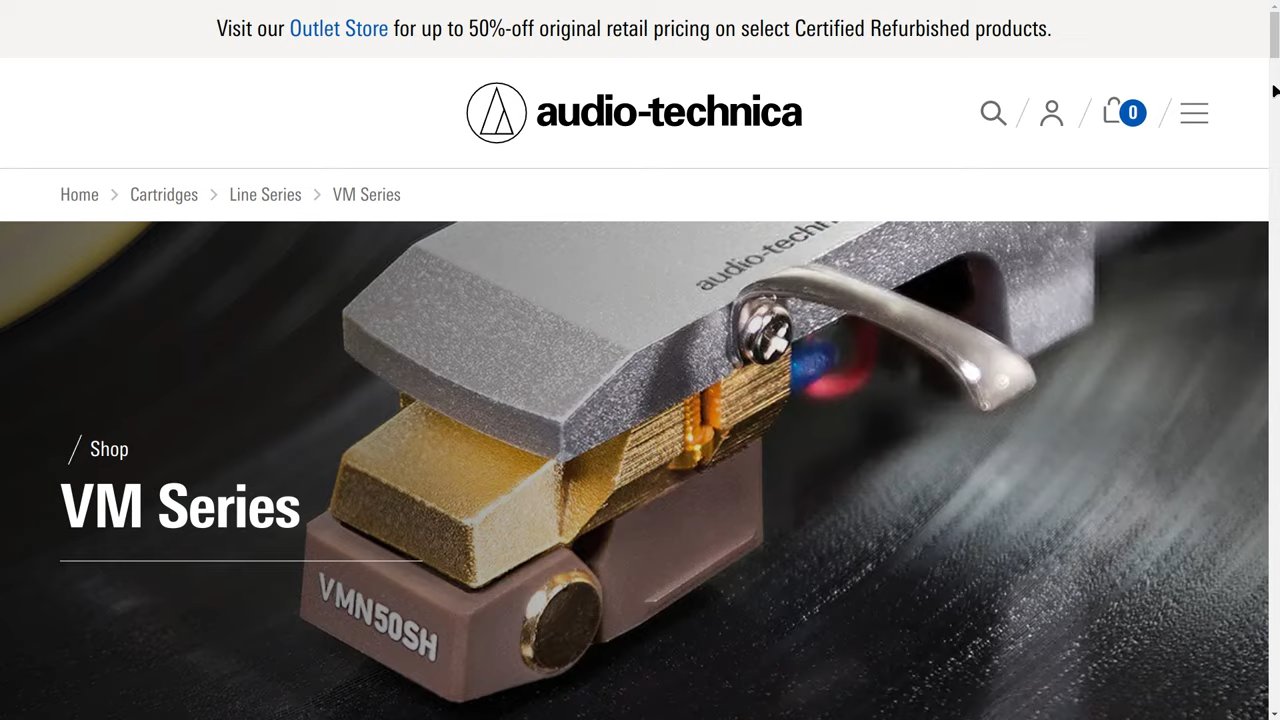 Visit our Outlet Store for up to 50%-off original retail pricing on select Certified Refurbished products.
audio-technica
0
Home
Cartridges
Line Series
VM Series
audio-techni
Shop
VM Series
VMN50SH